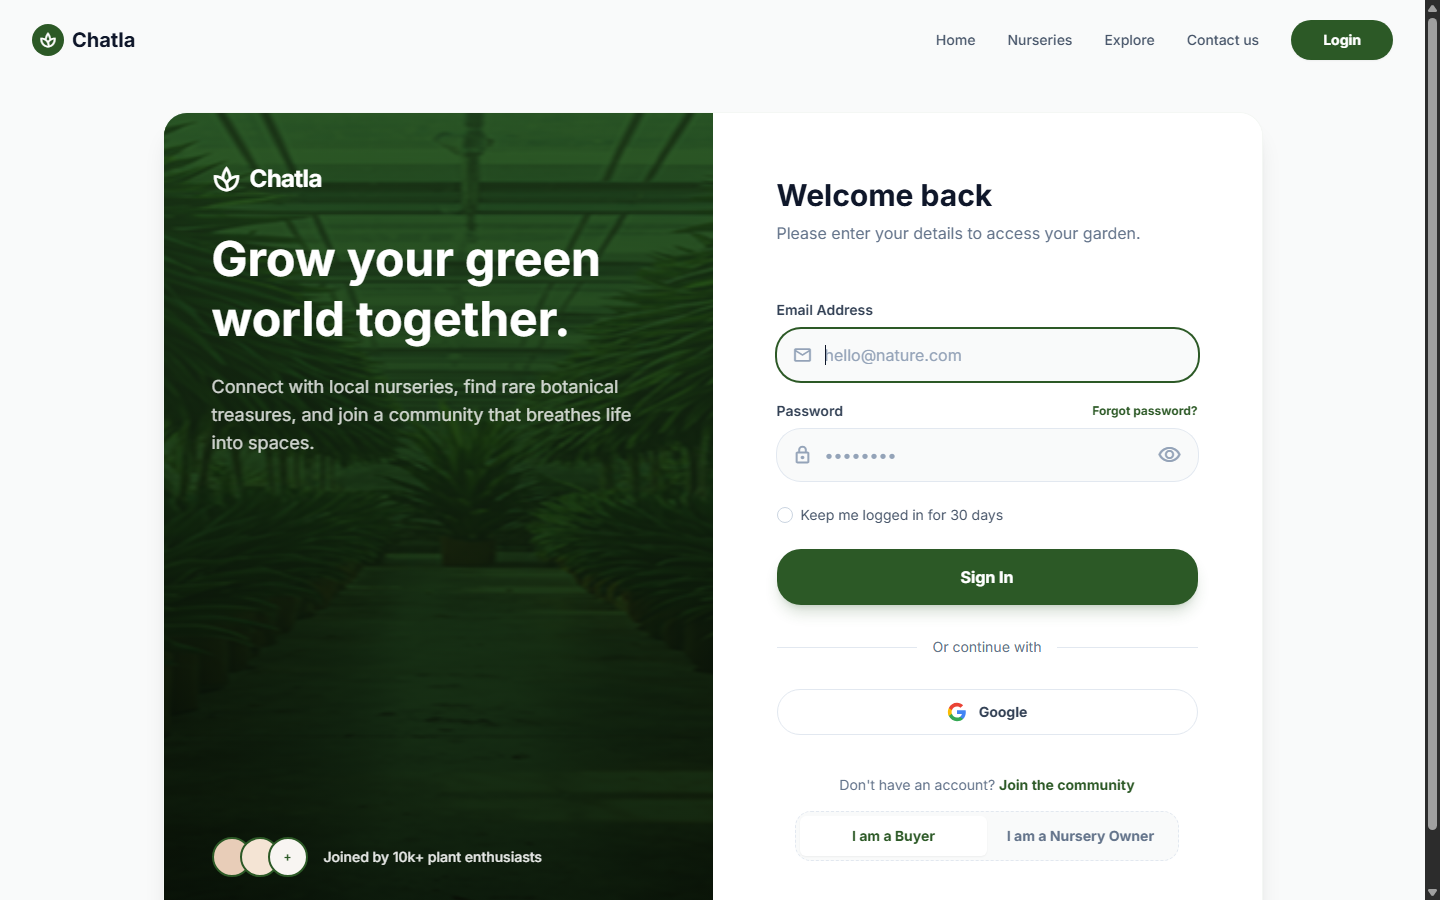 Chatla
Home
Nurseries
Explore
Contact us
Login
Chatla
Grow your green
world together.
Connect with local nurseries, find rare botanical
treasures, and join a community that breathes life
into spaces.
+
Joined by 10k+ plant enthusiasts
Welcome back
Please enter your details to access your garden.
Email Address
hello@nature.com
Password
Forgot password?
••••••••
Keep me logged in for 30 days
Sign In
Or continue with
Google
Don't have an account? Join the community
I am a Buyer
I am a Nursery Owner